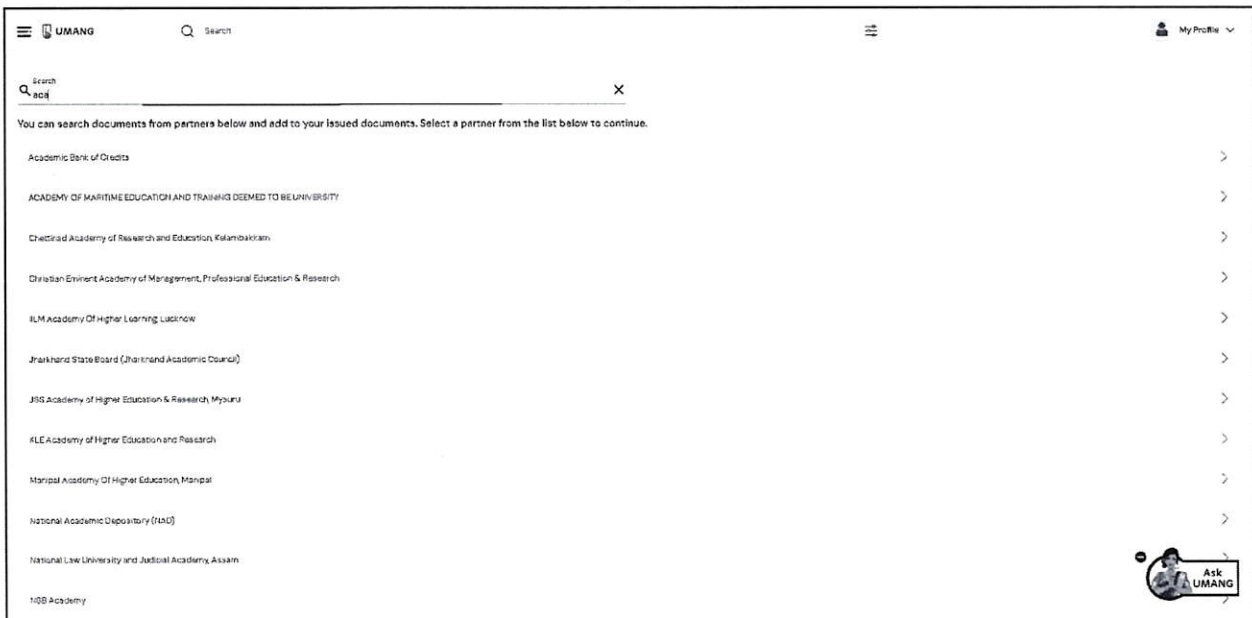 UMANG
Search
My Profile
Search
aca
You can search documents from partners below and add to your issued documents. Select a partner from the list below to continue.
Academic Bank of Credits
ACADEMY OF MARITIME EDUCATION AND TRAINING DEEMED TO BE UNIVERSITY
Chettinad Academy of Research and Education, Kelambakkam
Christian Eminent Academy of Management, Professional Education & Research
IILM Academy Of Higher Learning, Lucknow
Jharkhand State Board (Jharkhand Academic Council)
JSS Academy of Higher Education & Research, Mysuru
KLE Academy of Higher Education and Research
Manipal Academy Of Higher Education, Manipal
National Academic Depository (NAD)
National Law University and Judicial Academy, Assam
Ask
UMANG
Academy